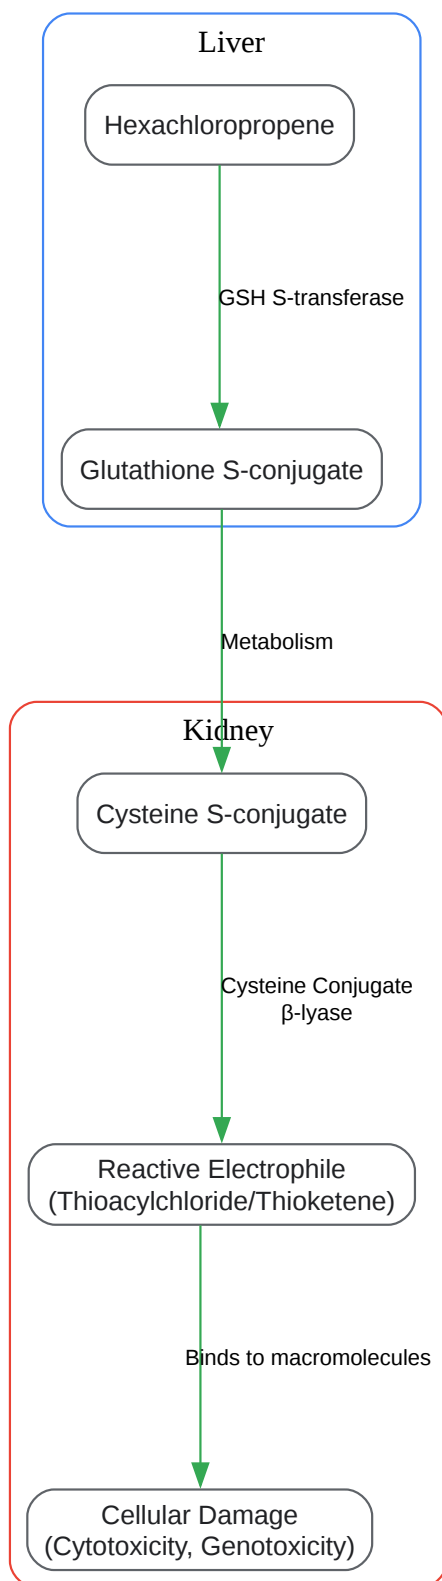 Liver
Hexachloropropene
GSH S-transferase
Glutathione S-conjugate
Metabolism
Kidney
Cysteine S-conjugate
Cysteine Conjugate
β-lyase
Reactive Electrophile
(Thioacylchloride/Thioketene)
Binds to macromolecules
Cellular Damage
(Cytotoxicity, Genotoxicity)